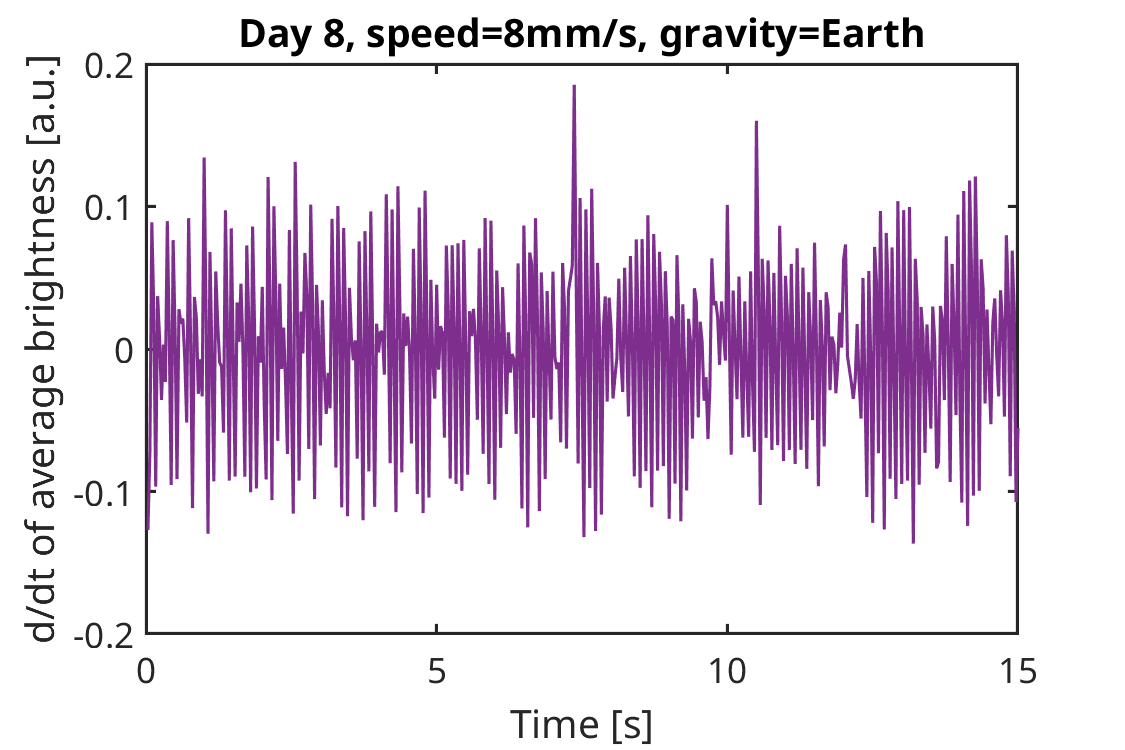 Day 8, speed=8mm/s, gravity=Earth
d/dt of average brightness [a.u.]
0.2
0.1
0
-0.1
-0.2
0 5 10 15
Time [s]